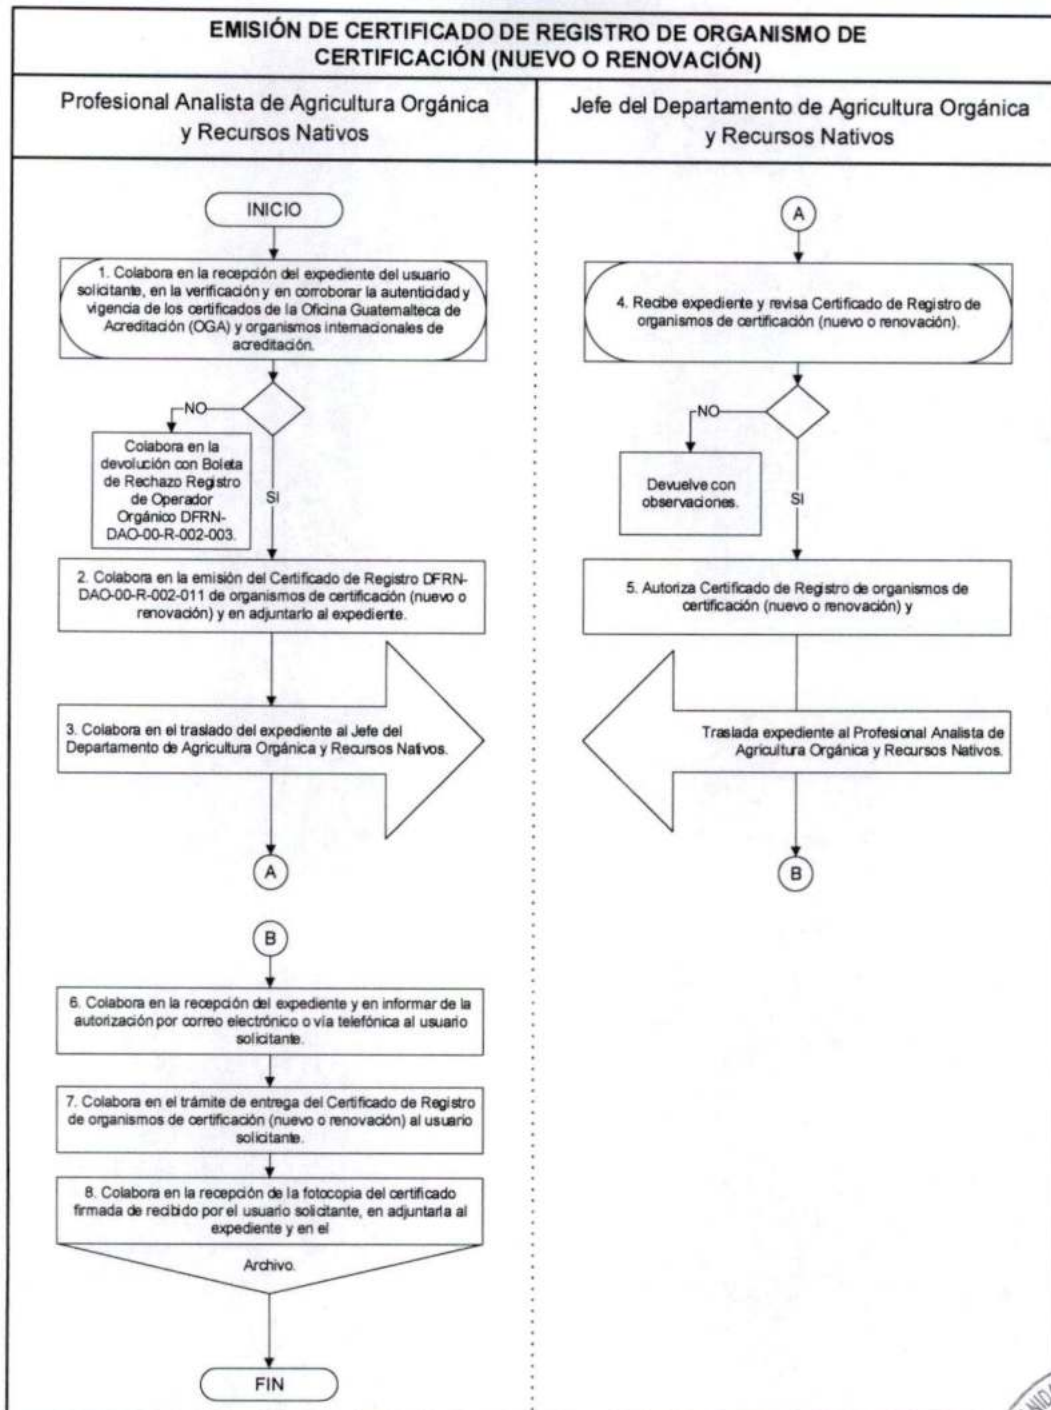 EMISIÓN DE CERTIFICADO DE REGISTRO DE ORGANISMO DE
CERTIFICACIÓN (NUEVO O RENOVACIÓN)
Profesional Analista de Agricultura Orgánica
y Recursos Nativos
Jefe del Departamento de Agricultura Orgánica
y Recursos Nativos
INICIO
1. Colabora en la recepción del expediente del usuario
solicitante, en la verificación y en corroborar la autenticidad y
vigencia de los certificados de la Oficina Guatemalteca de
Acreditación (OGA) y organismos internacionales de
acreditación.
NO
Colabora en la
devolución con Boleta
de Rechazo Registro
de Operador
Orgánico DFRN-
DAO-00-R-002-003.
SI
2. Colabora en la emisión del Certificado de Registro DFRN-
DAO-00-R-002-011 de organismos de certificación (nuevo o
renovación) y en adjuntarlo al expediente.
3. Colabora en el traslado del expediente al Jefe del
Departamento de Agricultura Orgánica y Recursos Nativos.
A
A
4. Recibe expediente y revisa Certificado de Registro de
organismos de certificación (nuevo o renovación).
NO
Devuelve con
observaciones.
SI
5. Autoriza Certificado de Registro de organismos de
certificación (nuevo o renovación) y
Traslada expediente al Profesional Analista de
Agricultura Orgánica y Recursos Nativos.
B
B
6. Colabora en la recepción del expediente y en informar de la
autorización por correo electrónico o vía telefónica al usuario
solicitante.
7. Colabora en el trámite de entrega del Certificado de Registro
de organismos de certificación (nuevo o renovación) al usuario
solicitante.
8. Colabora en la recepción de la fotocopia del certificado
firmada de recibido por el usuario solicitante, en adjuntarla al
expediente y en el
Archivo.
FIN